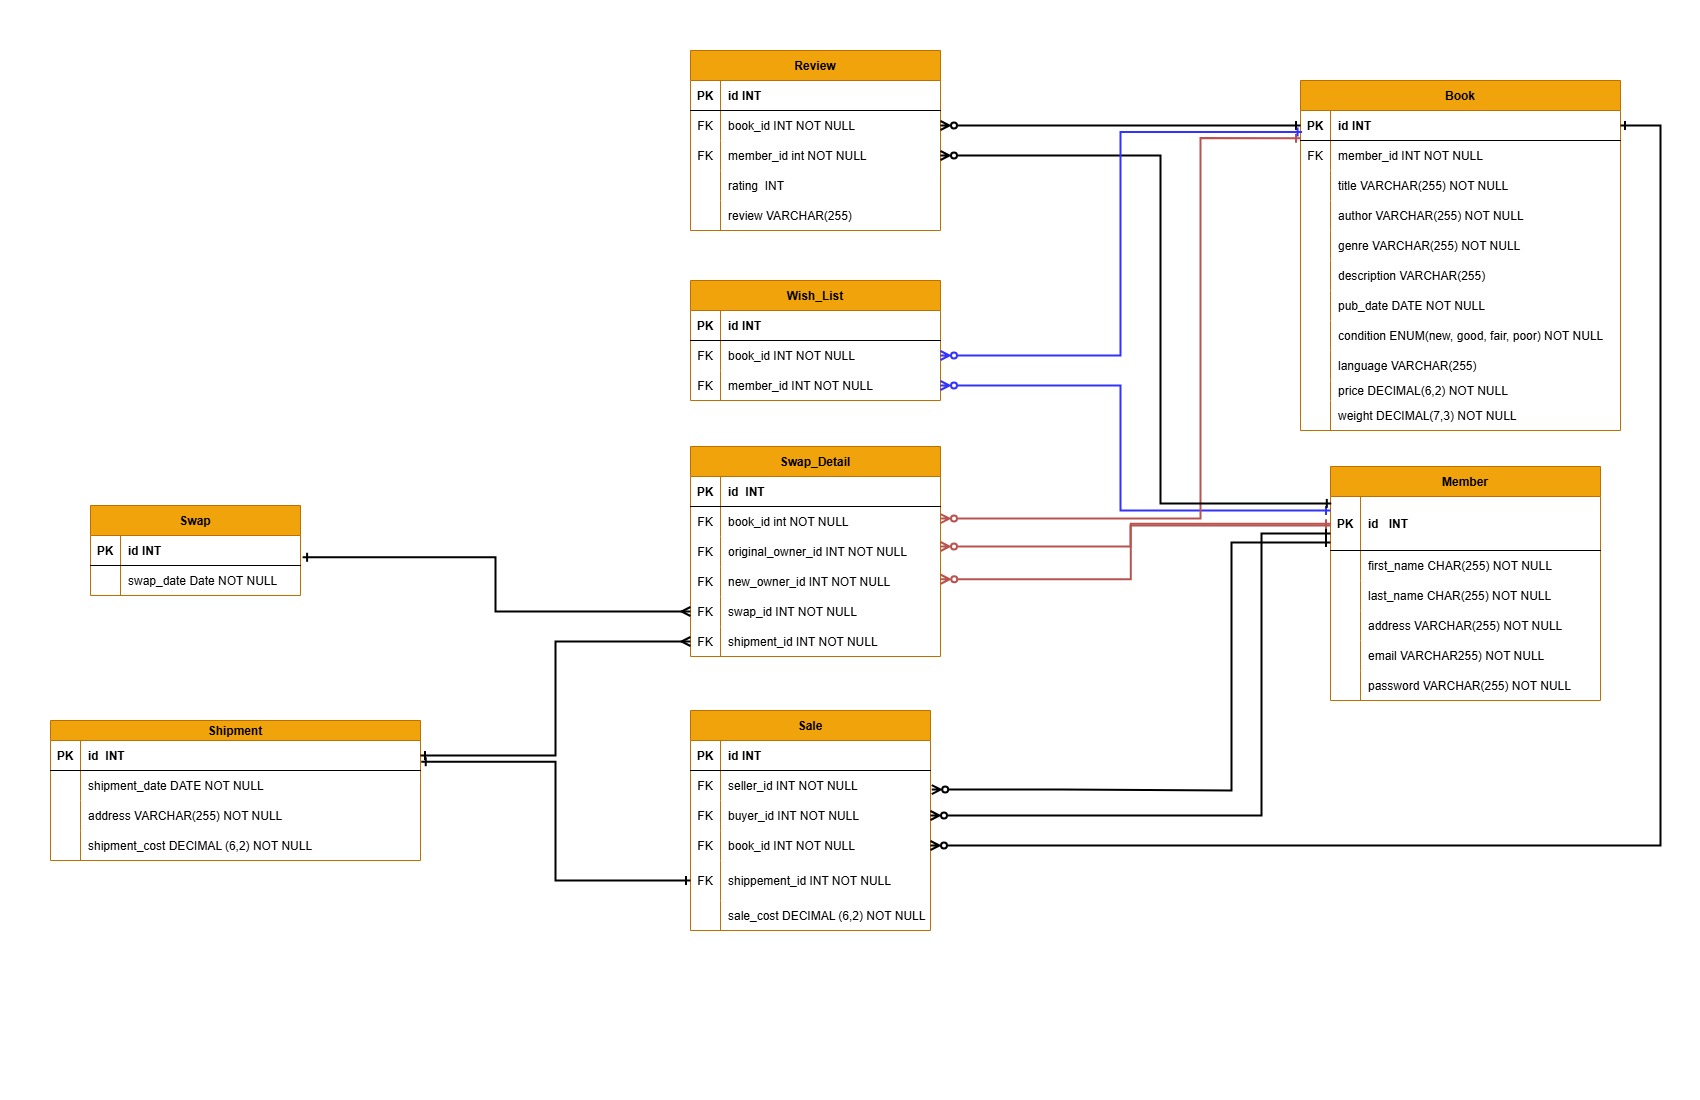 Review
PK id INT
FK book_id INT NOT NULL
FK member_id int NOT NULL
rating INT
review VARCHAR(255)
Book
PK id INT
FK member_id INT NOT NULL
title VARCHAR(255) NOT NULL
author VARCHAR(255) NOT NULL
genre VARCHAR(255) NOT NULL
description VARCHAR(255)
pub_date DATE NOT NULL
condition ENUM(new, good, fair, poor) NOT NULL
language VARCHAR(255)
price DECIMAL(6,2) NOT NULL
weight DECIMAL(7,3) NOT NULL
Wish_List
PK id INT
FK book_id INT NOT NULL
FK member_id INT NOT NULL
Swap_Detail
PK id INT
FK book_id int NOT NULL
FK original_owner_id INT NOT NULL
FK new_owner_id INT NOT NULL
FK swap_id INT NOT NULL
FK shipment_id INT NOT NULL
Member
PK id INT
first_name CHAR(255) NOT NULL
last_name CHAR(255) NOT NULL
address VARCHAR(255) NOT NULL
email VARCHAR255) NOT NULL
password VARCHAR(255) NOT NULL
Swap
PK id INT
swap_date Date NOT NULL
Shipment
PK id INT
shipment_date DATE NOT NULL
address VARCHAR(255) NOT NULL
shipment_cost DECIMAL (6,2) NOT NULL
Sale
PK id INT
FK seller_id INT NOT NULL
FK buyer_id INT NOT NULL
FK book_id INT NOT NULL
FK shippement_id INT NOT NULL
sale_cost DECIMAL (6,2) NOT NULL